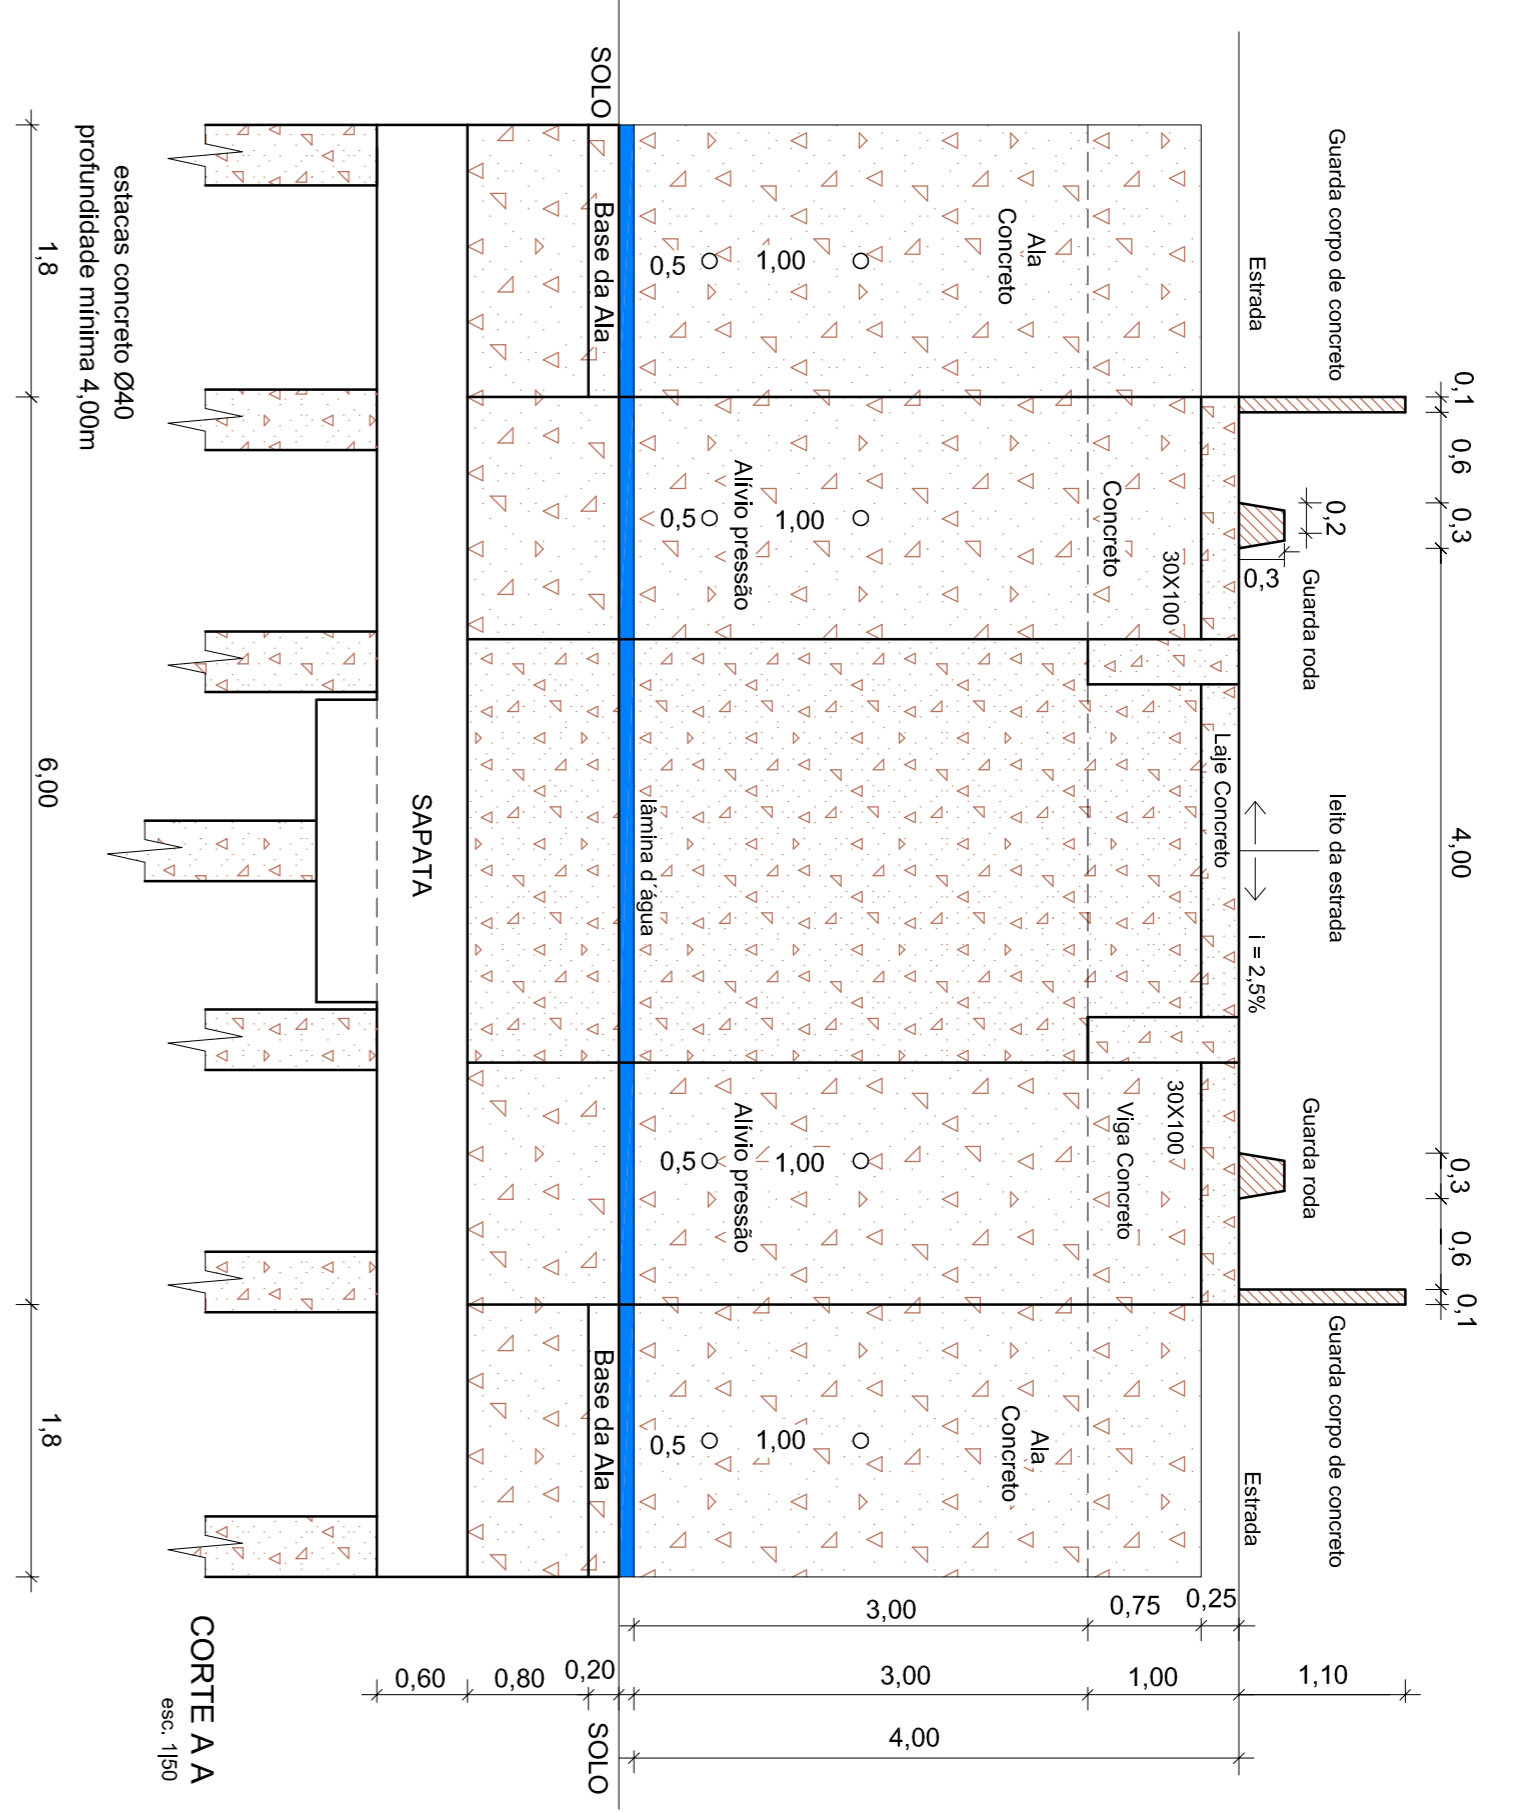 Guarda corpo de concreto
Estrada
0,1
0,6
0,3
0,2
0,3
Guarda roda
4,00
leito da estrada
i = 2,5%
Guarda roda
0,3
0,6
0,1
Guarda corpo de concreto
Estrada
Laje Concreto
Ala
Concreto
Concreto
30X100
30X100
Viga Concreto
Ala
Concreto
1,00
0,5
1,00
0,5
Alívio pressão
1,00
0,5
Alívio pressão
1,00
0,5
lâmina d´água
SOLO
Base da Ala
Base da Ala
SOLO
SAPATA
estacas concreto Ø40
profundidade mínima 4,00m
1,8
6,00
1,8
1,10
0,25
0,75
3,00
1,00
3,00
0,20
0,80
0,60
4,00
CORTE A A
esc. 1|50